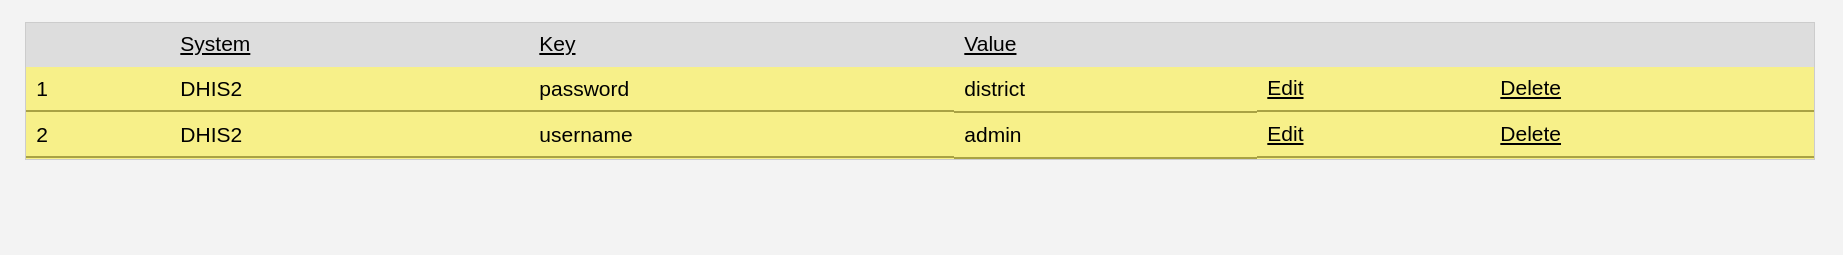 System Key Value
1 DHIS2 password district Edit Delete
2 DHIS2 username admin Edit Delete